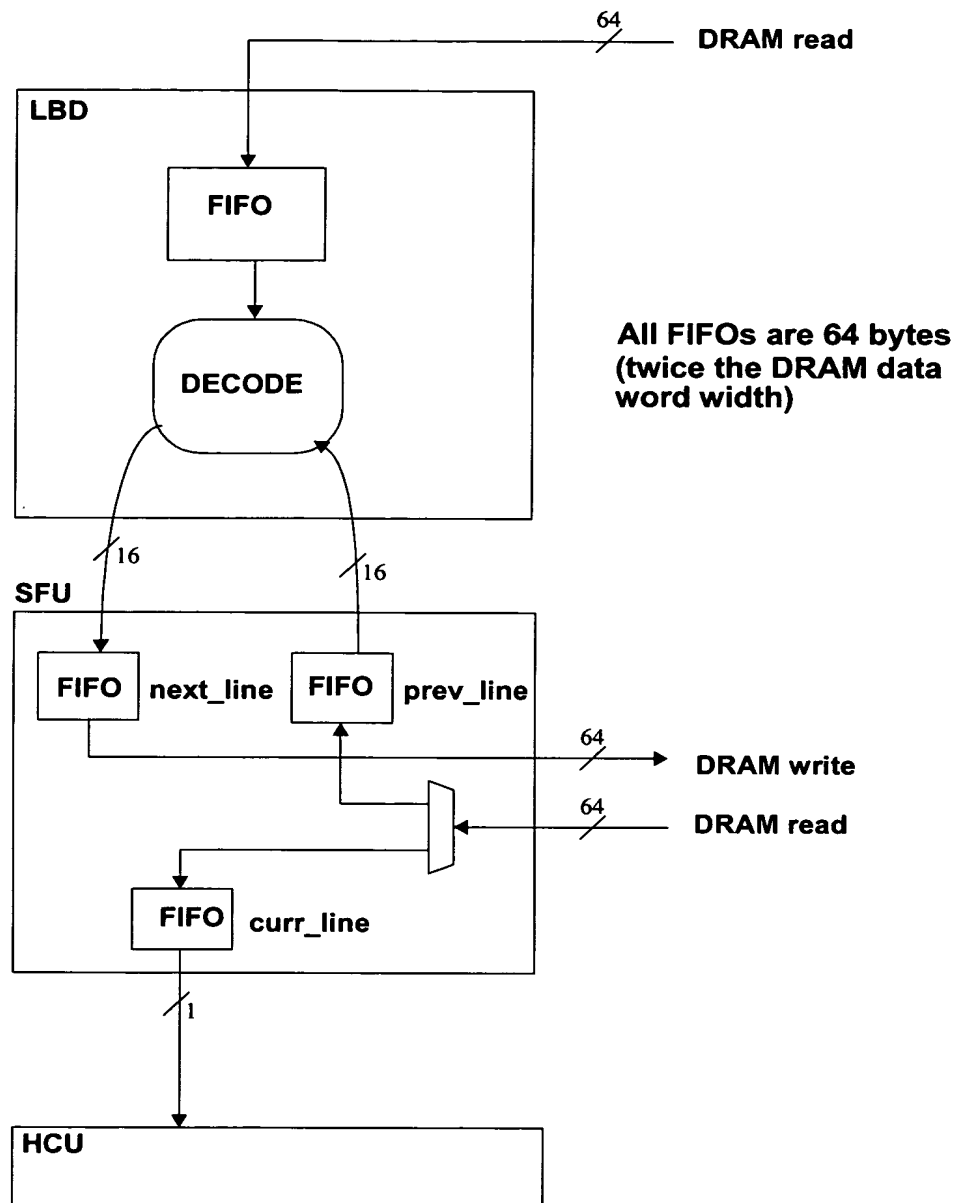 64
DRAM read
LBD
FIFO
DECODE
All FIFOs are 64 bytes
(twice the DRAM data
word width)
16
16
SFU
FIFO
next_line
FIFO
prev_line
64
DRAM write
64
DRAM read
FIFO
curr_line
1
HCU